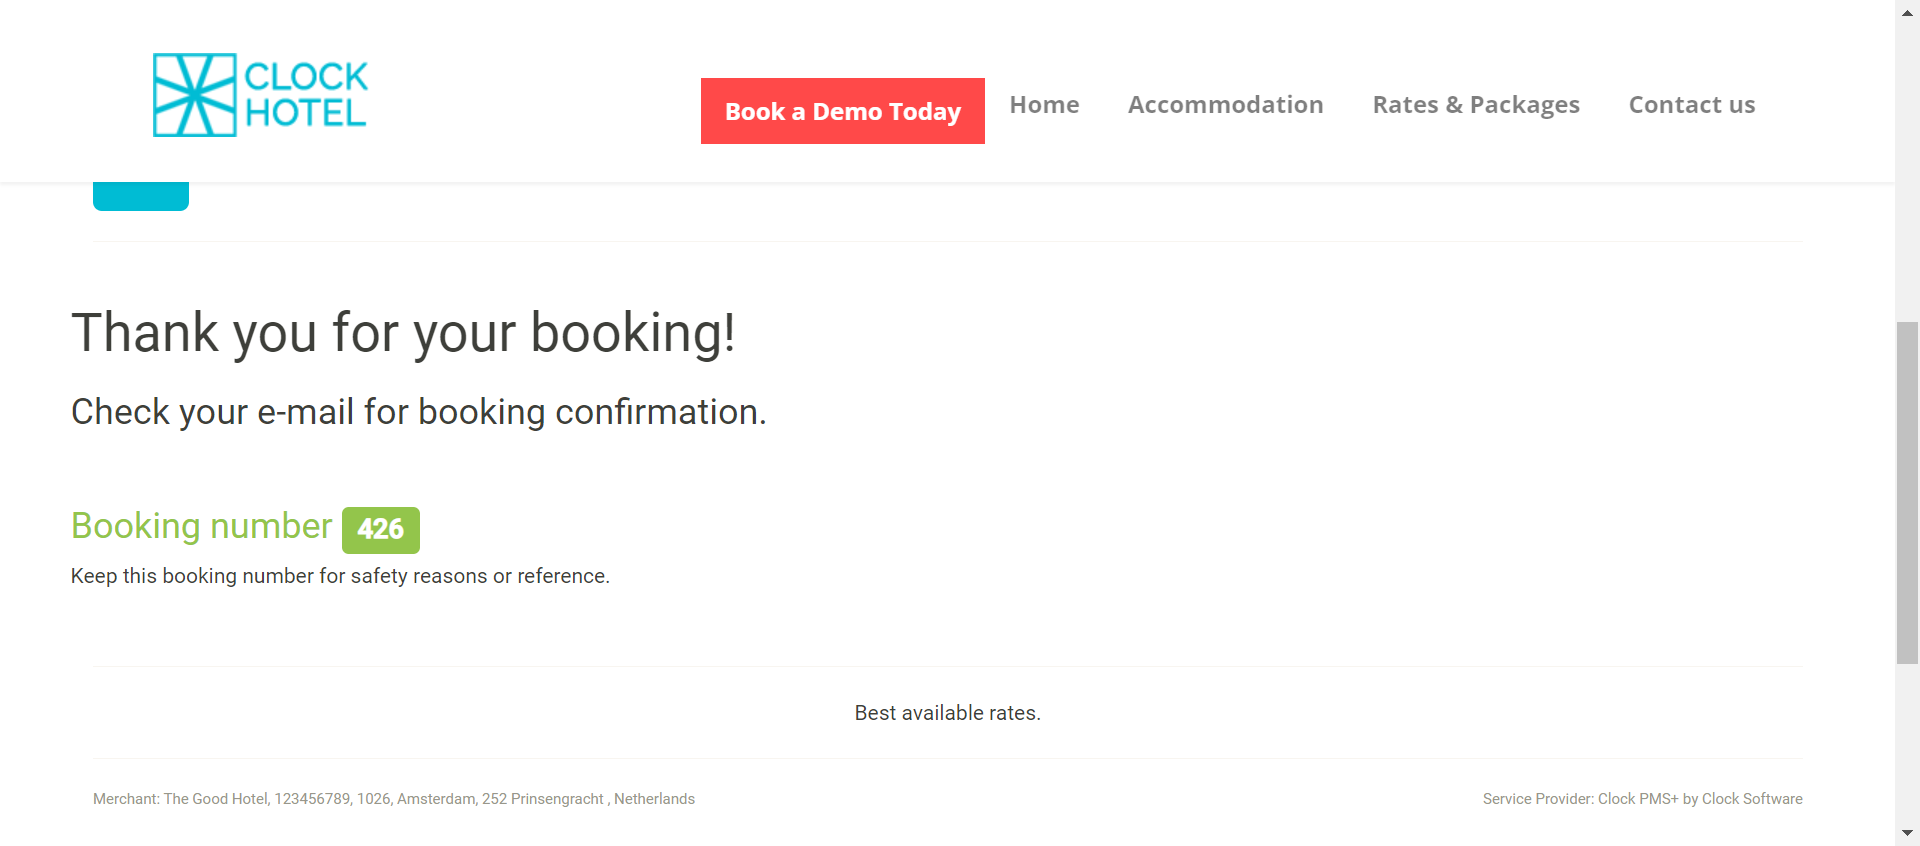 CLOCK
HOTEL
Book a Demo Today Home Accommodation Rates & Packages Contact us
Thank you for your booking!
Check your e-mail for booking confirmation.
Booking number 426
Keep this booking number for safety reasons or reference.
Best available rates.
Merchant: The Good Hotel, 123456789, 1026, Amsterdam, 252 Prinsengracht , Netherlands
Service Provider: Clock PMS+ by Clock Software